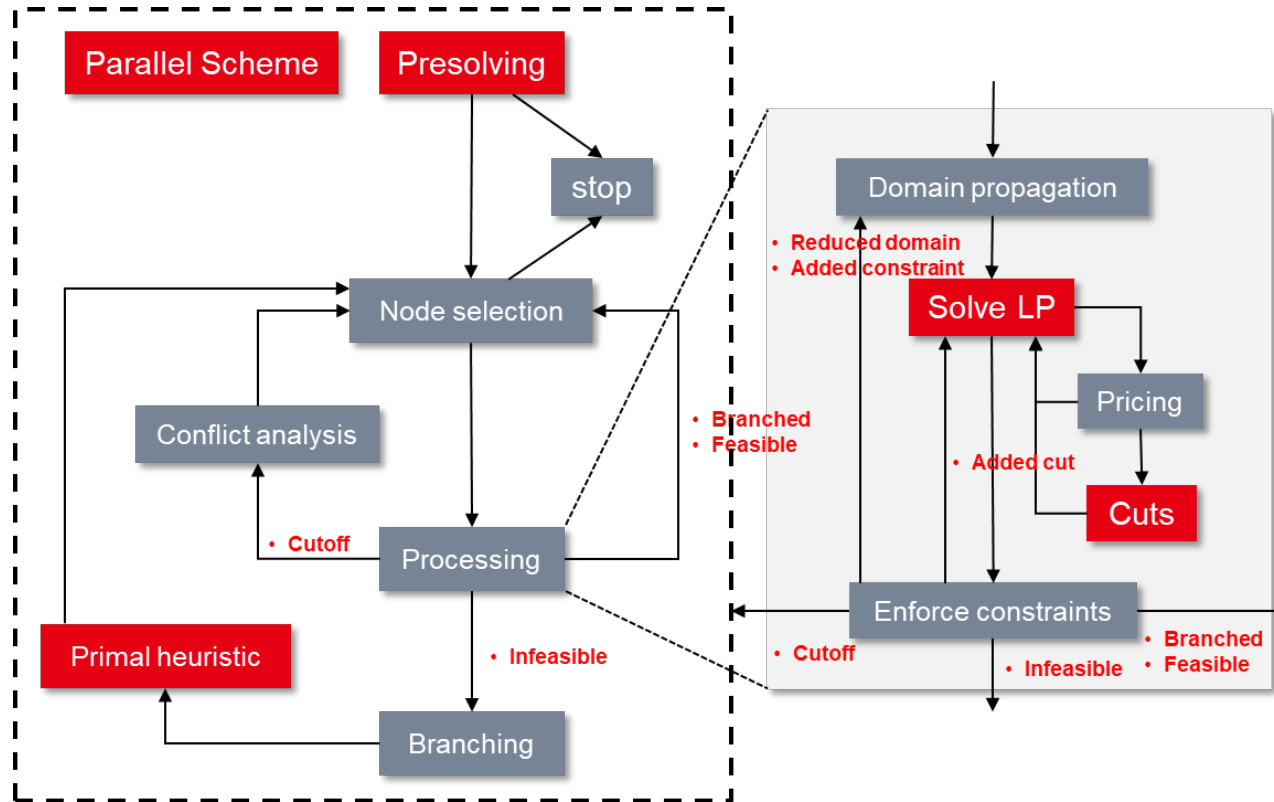 Parallel Scheme
Presolving
stop
Node selection
Conflict analysis
• Branched
• Feasible
• Cutoff
Processing
Primal heuristic
• Infeasible
Branching
Domain propagation
• Reduced domain
• Added constraint
Solve LP
Pricing
• Added cut
Cuts
Enforce constraints
• Cutoff
• Infeasible
• Branched
• Feasible